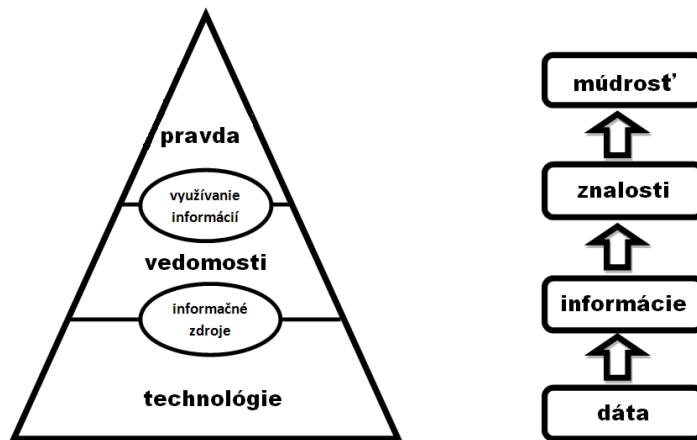 pravda
využívanie
informácií
vedomosti
informačné
zdroje
technológie
múdrosť
znalosti
informácie
dáta